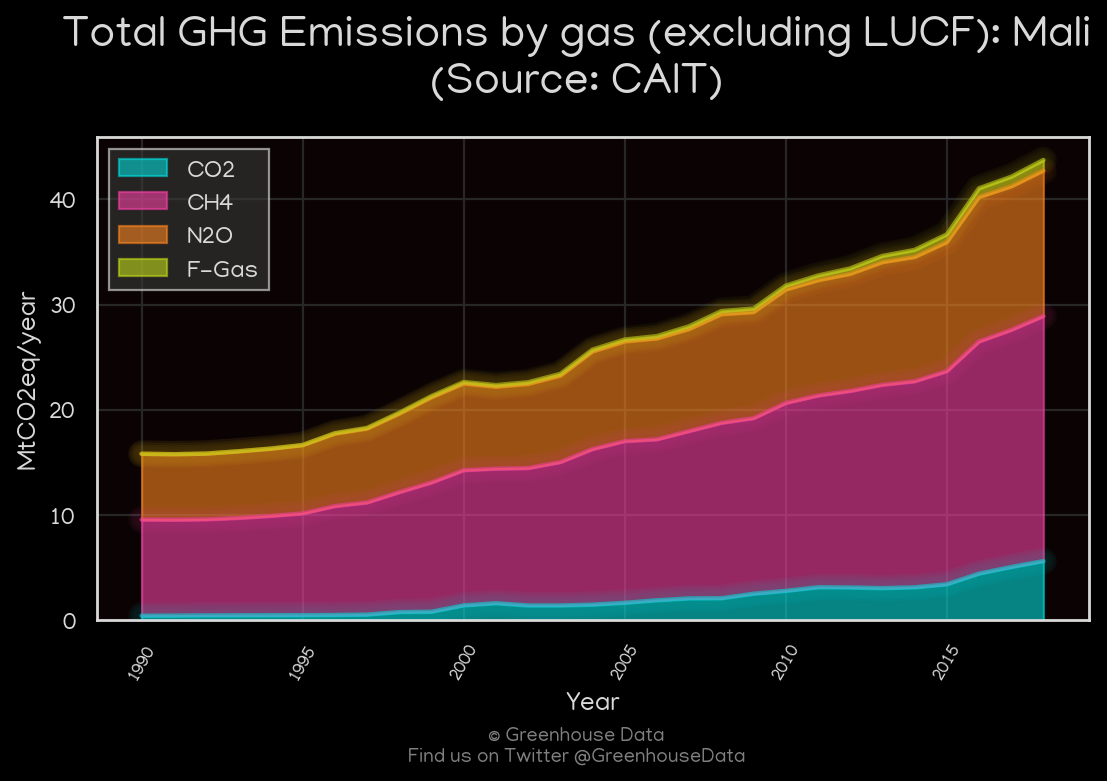 Total GHG Emissions by gas (excluding LUCF): Mali
(Source: CAIT)
CO2
CH4
N2O
F-Gas
40
30
20
10
0
MtCO2eq/year
1990
1995
2000
2005
2010
2015
Year
© Greenhouse Data
Find us on Twitter @GreenhouseData